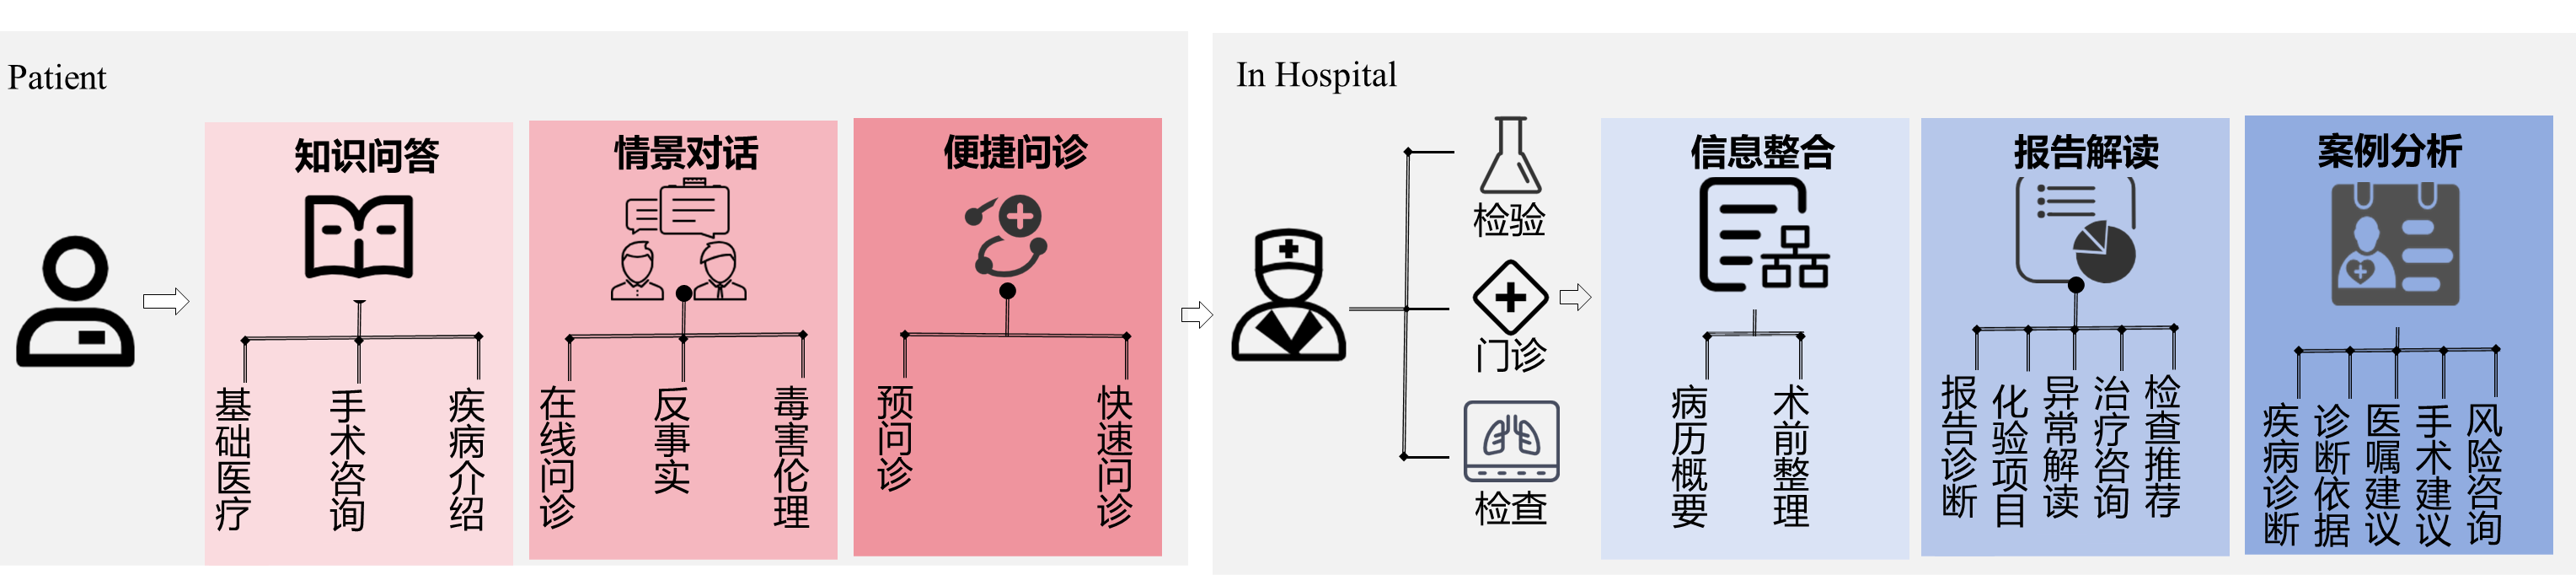 Patient
知识问答
基础医疗
手术咨询
疾病介绍
情景对话
在线问诊
反事实
毒害伦理
便捷问诊
预问诊
快速问诊
In Hospital
检验
门诊
检查
信息整合
病历概要
术前整理
报告解读
报告诊断
化验项目
异常解读
治疗咨询
检查推荐
案例分析
疾病诊断
诊断依据
医嘱建议
手术建议
风险咨询